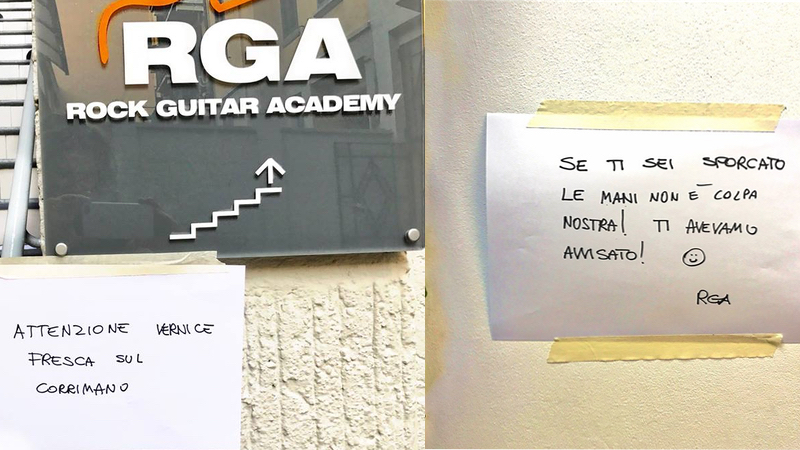 RGA
ROCK GUITAR ACADEMY
ATTENZIONE VERNICE
FRESCA SUL
CORRIMANO
SE TI SEI SPORCATO
LE MANI NON È COLPA
NOSTRA! TI AVEVAMO
AVVISATO! ☺
RGA